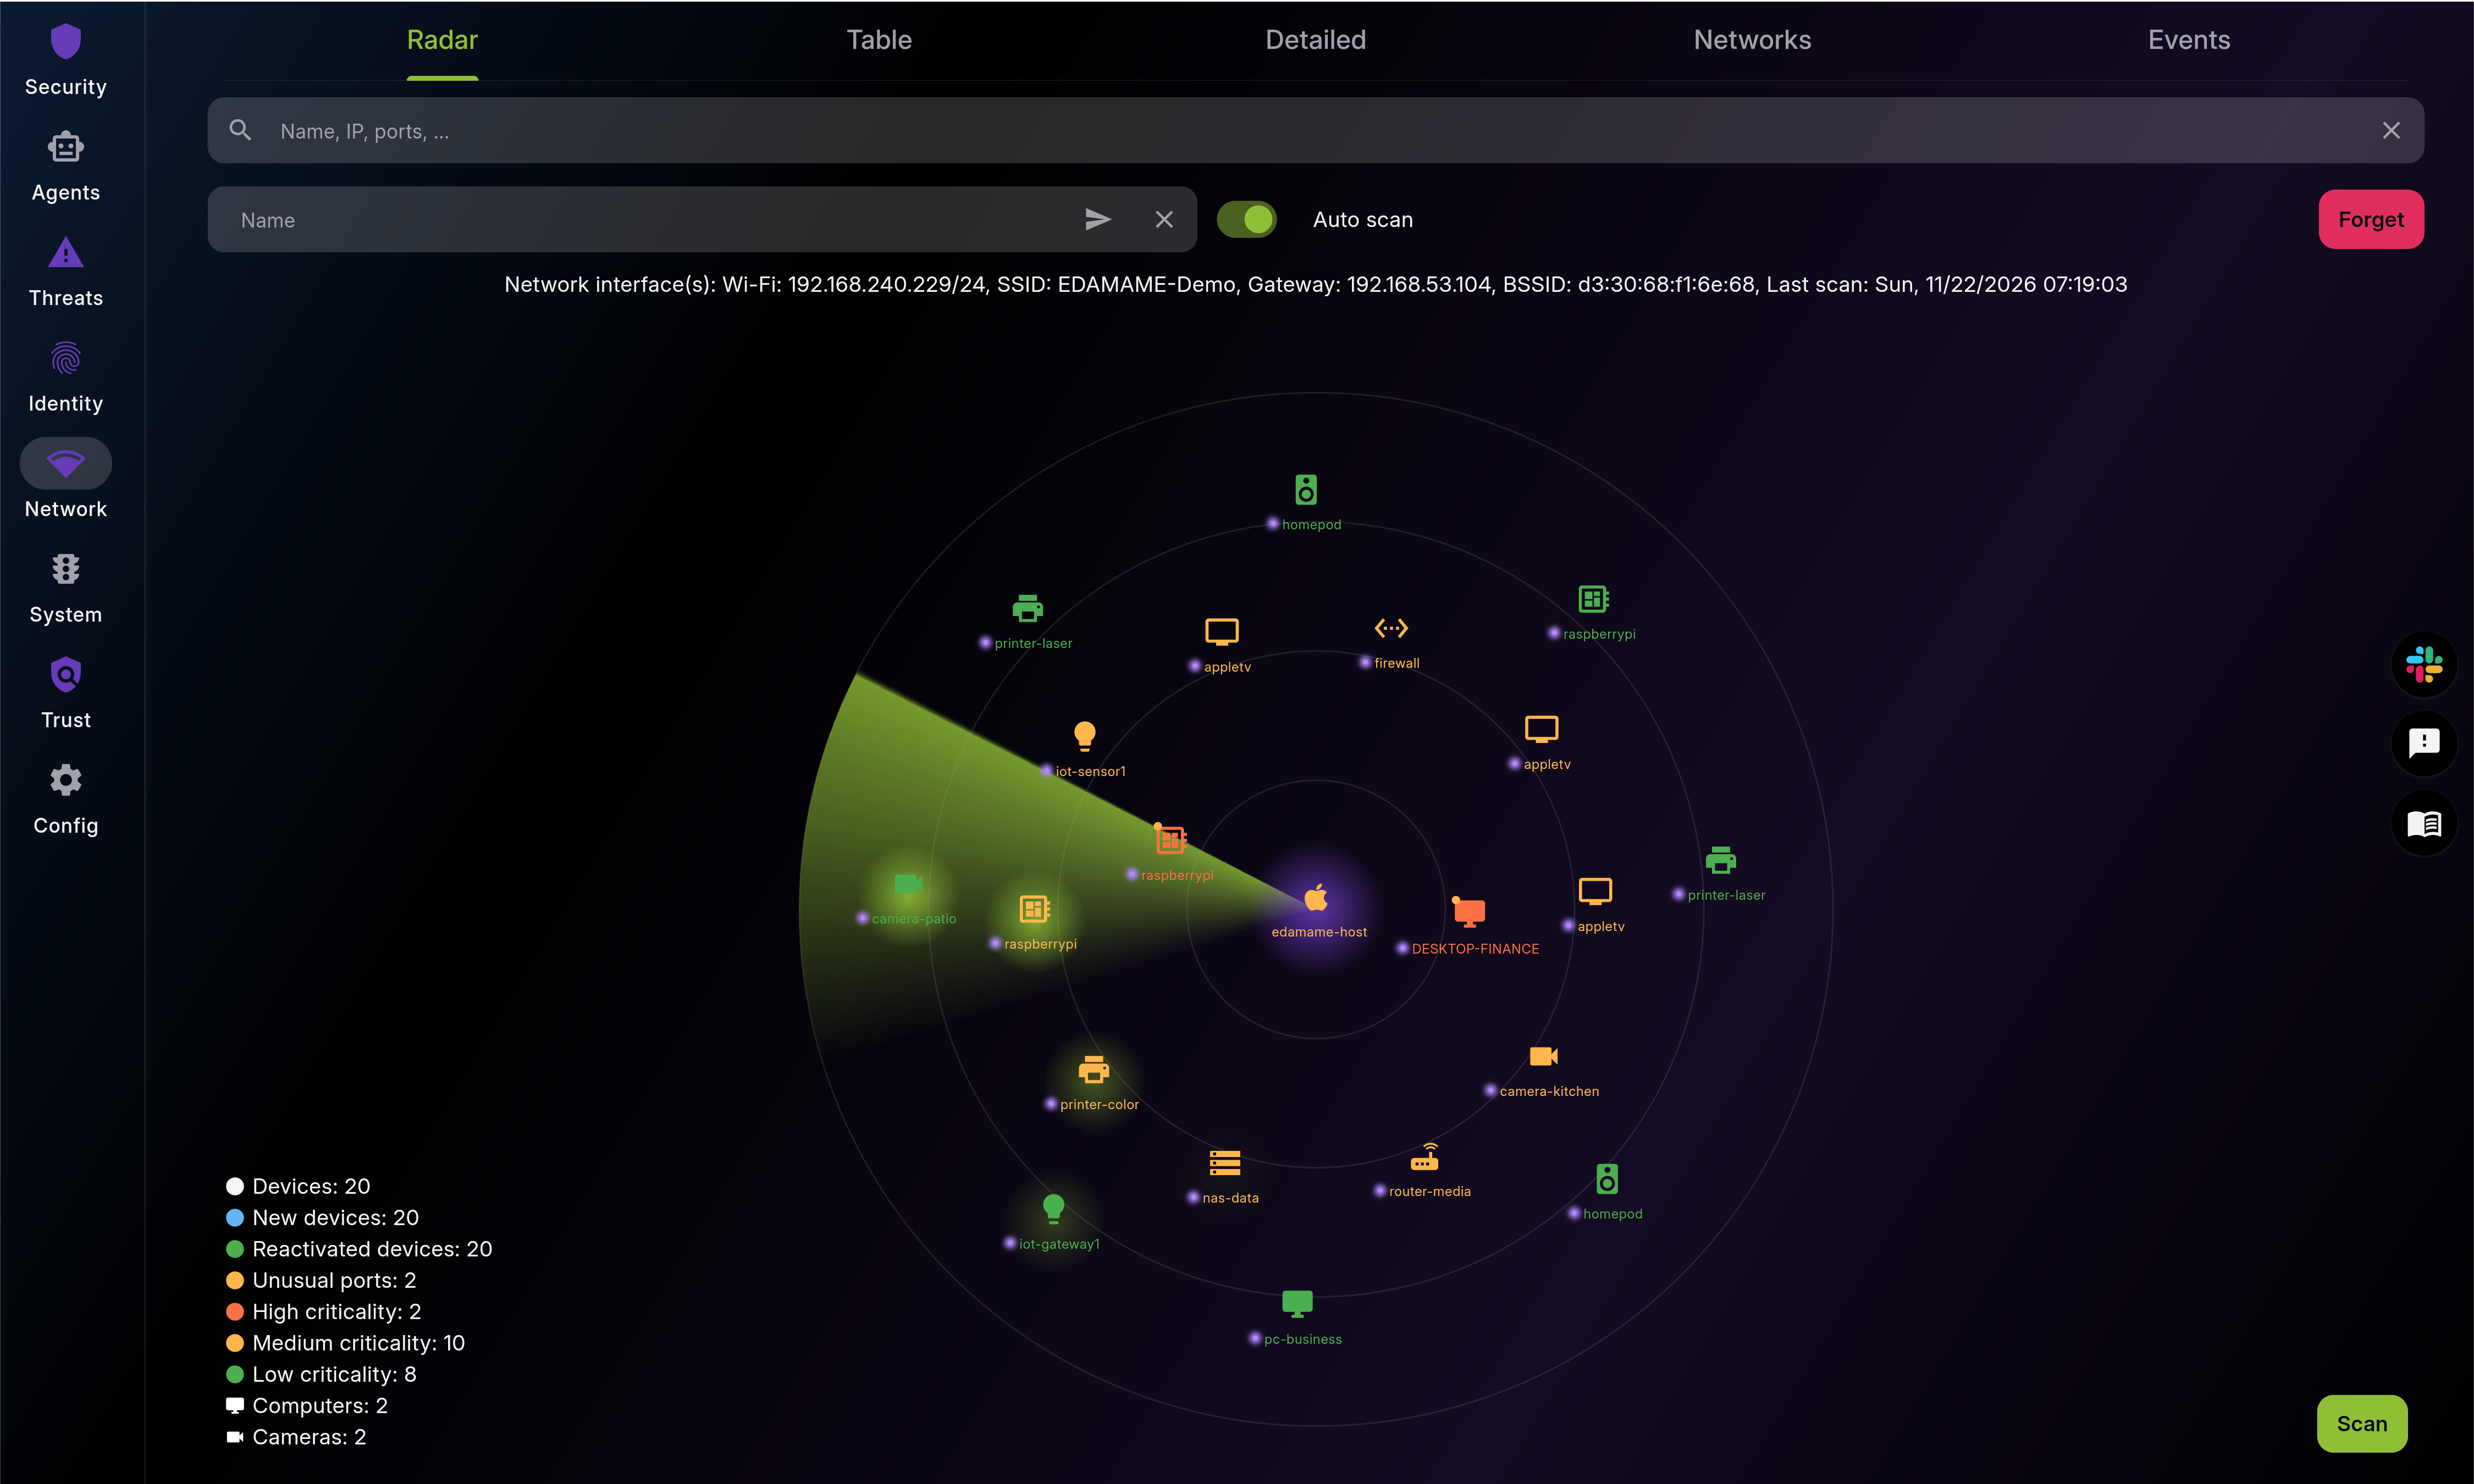 Security
Agents
Threats
Identity
Network
System
Trust
Config
Radar
Table
Detailed
Networks
Events
Name, IP, ports, ...
Name
Auto scan
Forget
Network interface(s): Wi-Fi: 192.168.240.229/24, SSID: EDAMAME-Demo, Gateway: 192.168.53.104, BSSID: d3:30:68:f1:6e:68, Last scan: Sun, 11/22/2026 07:19:03
homepod
printer-laser
raspberrypi
appletv
firewall
iot-sensor1
appletv
raspberrypi
printer-laser
camera-patio
raspberrypi
edamame-host
DESKTOP-FINANCE
appletv
printer-color
camera-kitchen
nas-data
router-media
homepod
iot-gateway1
pc-business
Devices: 20
New devices: 20
Reactivated devices: 20
Unusual ports: 2
High criticality: 2
Medium criticality: 10
Low criticality: 8
Computers: 2
Cameras: 2
Scan